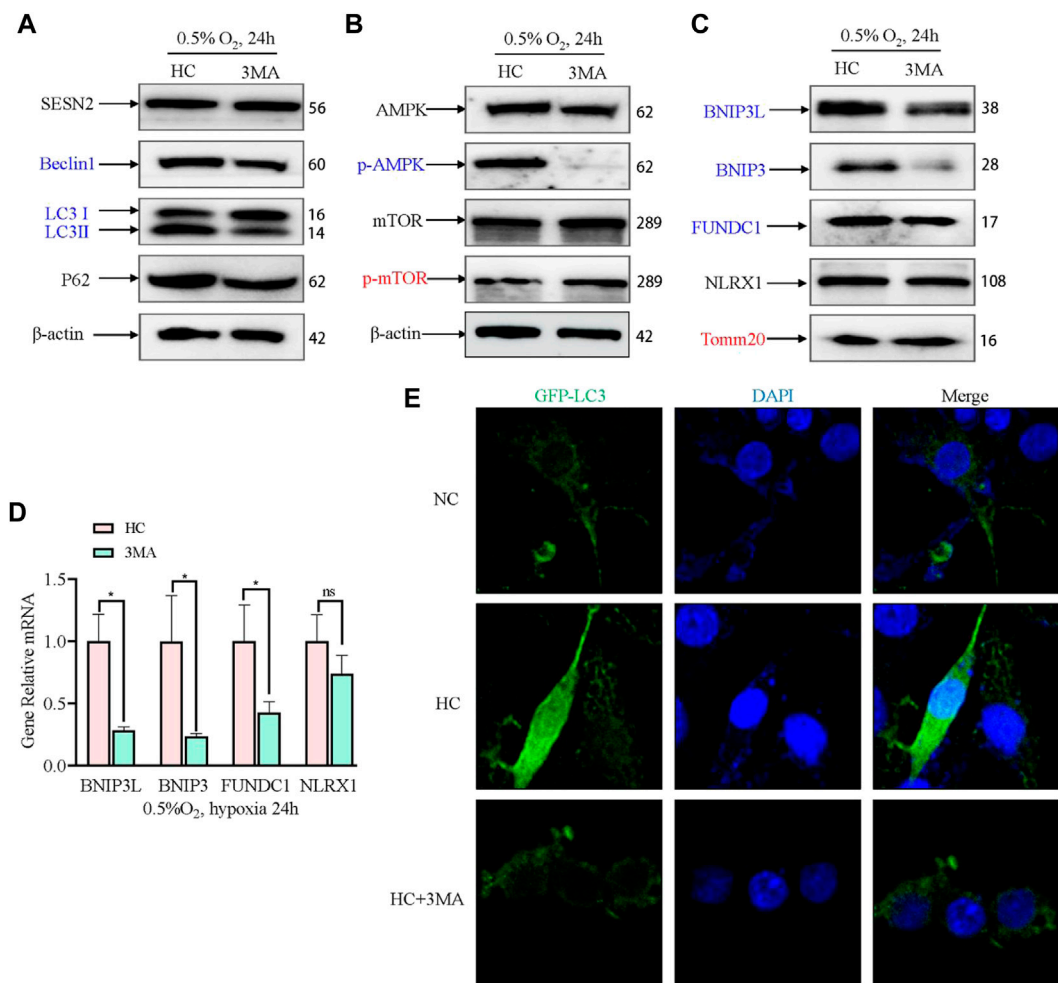 A
0.5% O2, 24h
HC 3MA
SESN2 56
Beclin1 60
LC3 I 16
LC3II 14
P62 62
β-actin 42
B
0.5% O2, 24h
HC 3MA
AMPK 62
p-AMPK 62
mTOR 289
p-mTOR 289
β-actin 42
C
0.5% O2, 24h
HC 3MA
BNIP3L 38
BNIP3 28
FUNDC1 17
NLRX1 108
Tomm20 16
D
HC
3MA
Gene Relative mRNA
1.5
1.0
0.5
0.0
* * * ns
BNIP3L BNIP3 FUNDC1 NLRX1
0.5%O2, hypoxia 24h
E
GFP-LC3 DAPI Merge
NC
HC
HC+3MA